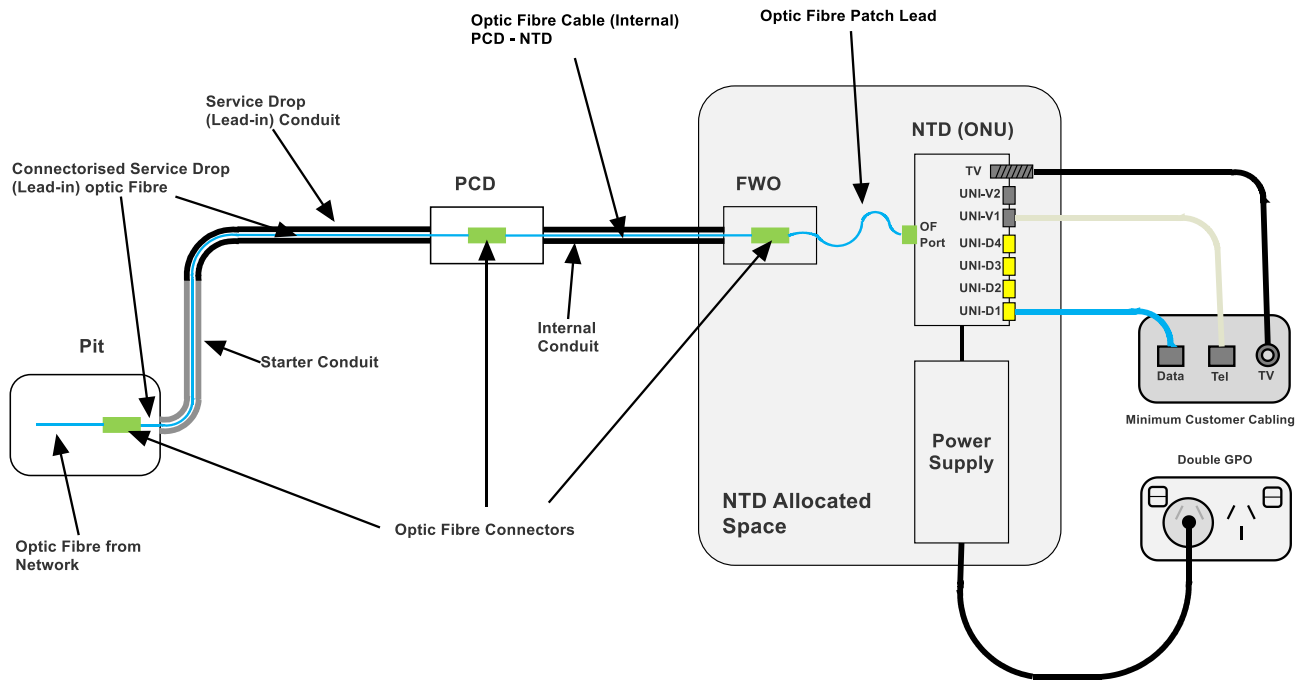 Optic Fibre Cable (Internal)
PCD - NTD
Optic Fibre Patch Lead
Service Drop
(Lead-in) Conduit
Connectorised Service Drop
(Lead-in) optic Fibre
PCD
FWO
NTD (ONU)
TV
UNI-V2
UNI-V1
UNI-D4
UNI-D3
UNI-D2
UNI-D1
OF
Port
Internal
Conduit
Starter Conduit
Pit
Data
Tel
TV
Minimum Customer Cabling
Power
Supply
Double GPO
NTD Allocated
Space
Optic Fibre Connectors
Optic Fibre from
Network